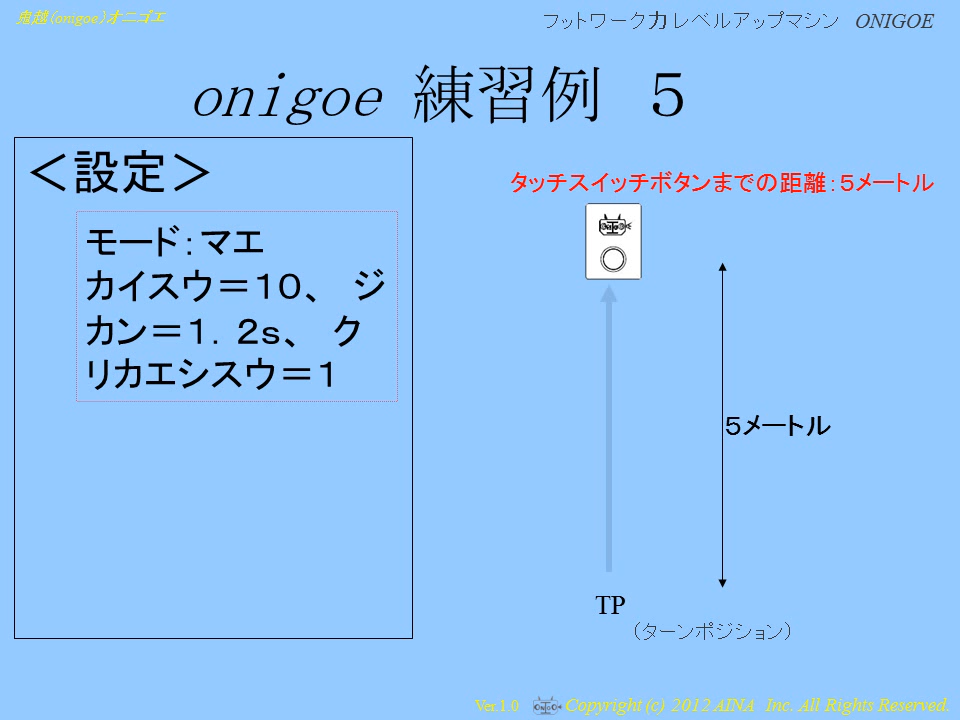 鬼越（onigoe）オニゴエ
フットワーク力 レベルアップマシン ONIGOE
onigoe 練習例 ５
＜設定＞
モード：マエ
カイスウ＝１０、 ジ
カン＝１．２ｓ、 ク
リカエシスウ＝１
タッチスイッチボタンまでの距離：５メートル
５メートル
TP
（ターンポジション）
Ver.1.0
Copyright (c) 2012 AINA Inc. All Rights Reserved.